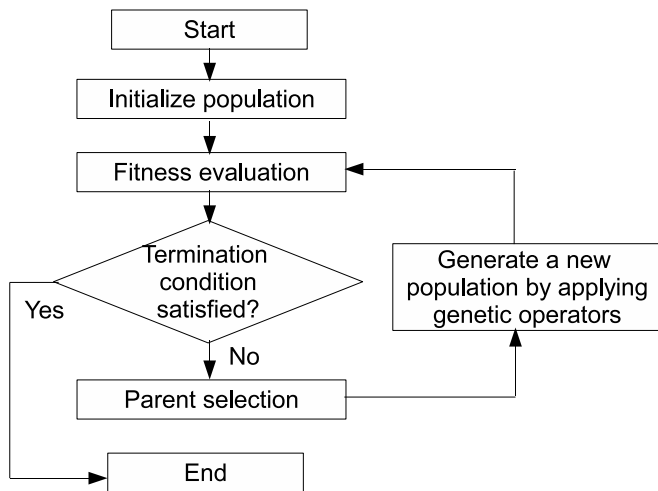 Start
Initialize population
Fitness evaluation
Termination
condition
satisfied?
Yes
No
Generate a new
population by applying
genetic operators
Parent selection
End